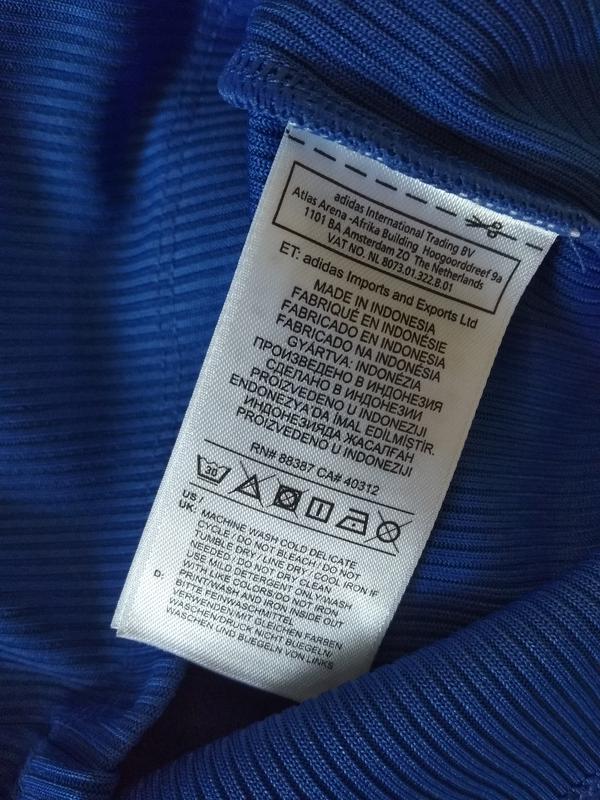 adidas International Trading BV
Atlas Arena -Afrika Building Hoogoorddreef 9a
1101 BA Amsterdam ZO The Netherlands
VAT NO. NL 8073.01.322.B.01
ET: adidas Imports and Exports Ltd
MADE IN INDONESIA
FABRIQUÉ EN INDONÉSIE
FABRICADO EN INDONESIA
FABRICADO NA INDONÉSIA
GYÁRTVA: INDONÉZIA
ПРОИЗВЕДЕНО В ИНДОНЕЗИЯ
СДЕЛАНО В ИНДОНЕЗИИ
PROIZVEDENO U INDONEZIJI
ENDONEZYA'DA İMAL EDİLMİŞTİR.
ИНДОНЕЗИЯДА ЖАСАЛҒАН
PROIZVEDENO U INDONEZIJI
RN# 88387 CA# 40312
30
US /
UK: MACHINE WASH COLD DELICATE
CYCLE / DO NOT BLEACH / DO NOT
TUMBLE DRY / LINE DRY / COOL IRON IF
NEEDED / DO NOT DRY CLEAN
USE MILD DETERGENT ONLY/WASH
WITH LIKE COLORS/DO NOT IRON
PRINT/WASH AND IRON INSIDE OUT
D: BITTE FEINWASCHMITTEL
VERWENDEN/MIT GLEICHEN FARBEN
WASCHEN/DRUCK NICHT BUEGELN/
WASCHEN UND BUEGELN VON LINKS